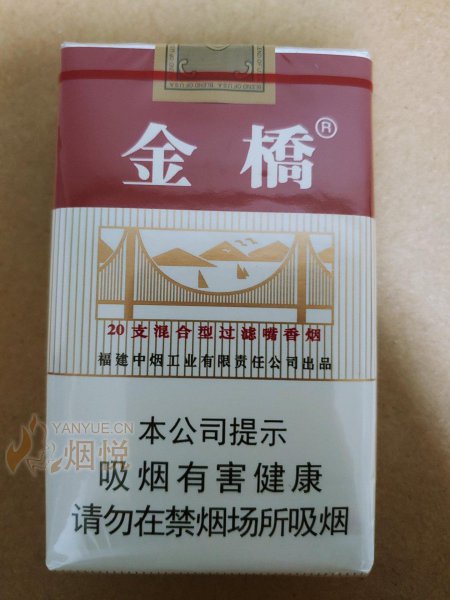 BLEND OF U.S.A
金橋®
20支混合型过滤嘴香烟
福建中烟工业有限责任公司出品
YANYUE.CN
烟悦
本公司提示
吸烟有害健康
请勿在禁烟场所吸烟